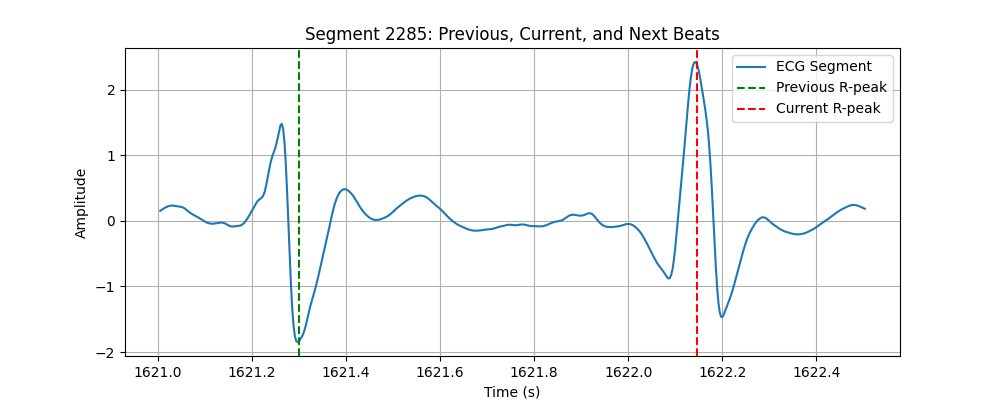 Segment 2285: Previous, Current, and Next Beats
ECG Segment
Previous R-peak
Current R-peak
Amplitude
2
1
0
−1
−2
1621.0 1621.2 1621.4 1621.6 1621.8 1622.0 1622.2 1622.4
Time (s)